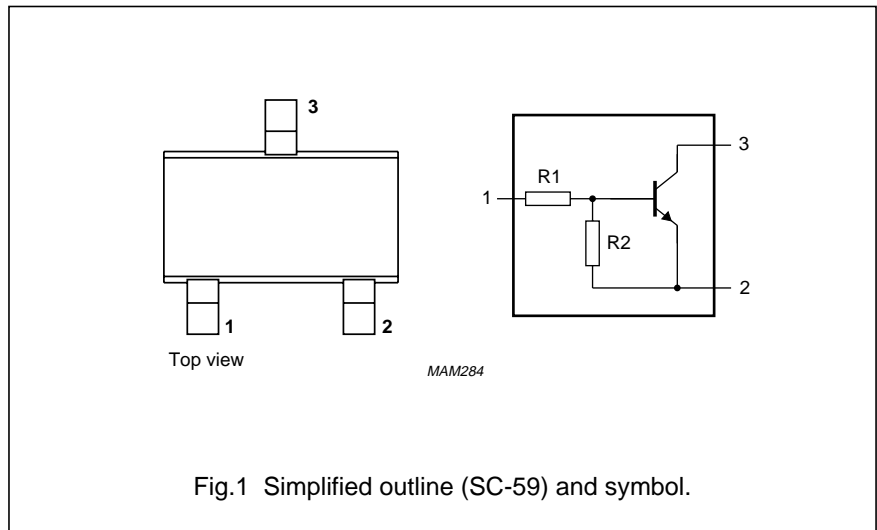 3
1
2
Top view
R1
R2
1
3
2
MAM284
Fig.1 Simplified outline (SC-59) and symbol.